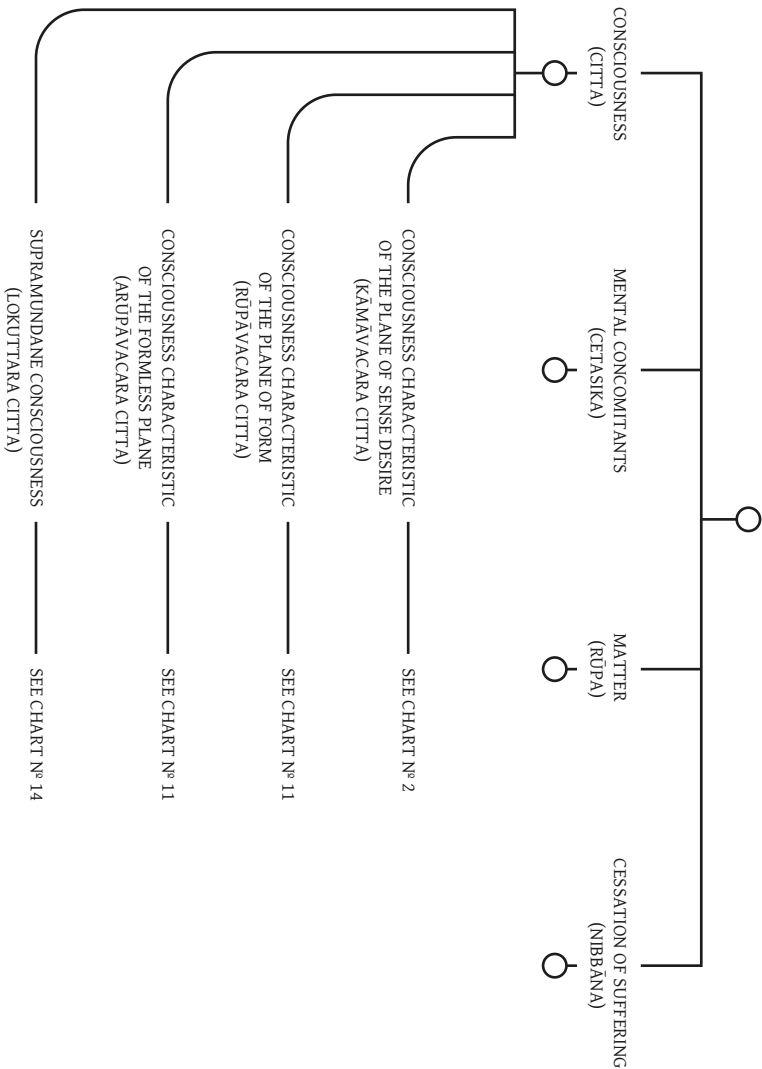 CONSCIOUSNESS
(CITTA)
MENTAL CONCOMITANTS
(CETASIKA)
MATTER
(RŪPA)
CESSATION OF SUFFERING
(NIBBĀNA)
CONSCIOUSNESS CHARACTERISTIC
OF THE PLANE OF SENSE DESIRE
(KĀMĀVACARA CITTA)
SEE CHART Nº 2
CONSCIOUSNESS CHARACTERISTIC
OF THE PLANE OF FORM
(RŪPĀVACARA CITTA)
SEE CHART Nº 11
CONSCIOUSNESS CHARACTERISTIC
OF THE FORMLESS PLANE
(ARŪPĀVACARA CITTA)
SEE CHART Nº 11
SUPRAMUNDANE CONSCIOUSNESS
(LOKUTTARA CITTA)
SEE CHART Nº 14